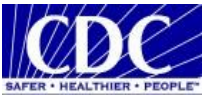 CDC
SAFER • HEALTHIER • PEOPLE™